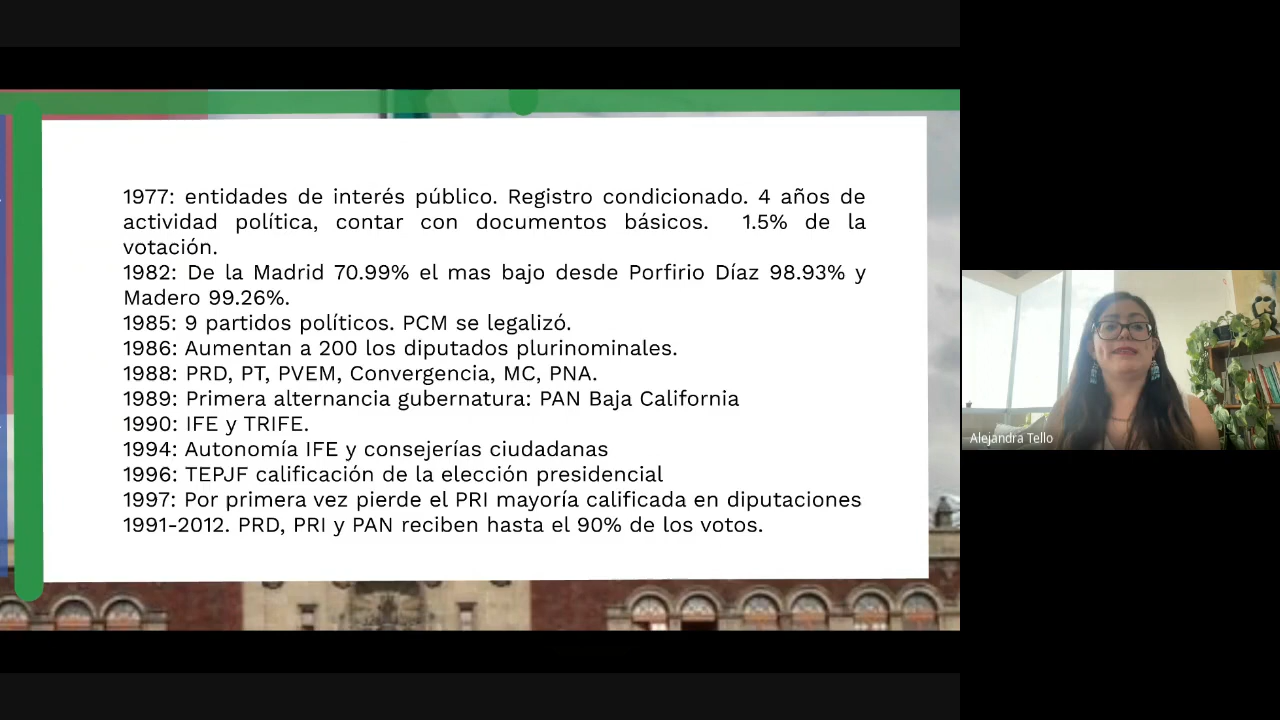 1977: entidades de interés público. Registro condicionado. 4 años de
actividad política, contar con documentos básicos. 1.5% de la
votación.
1982: De la Madrid 70.99% el mas bajo desde Porfirio Díaz 98.93% y
Madero 99.26%.
1985: 9 partidos políticos. PCM se legalizó.
1986: Aumentan a 200 los diputados plurinominales.
1988: PRD, PT, PVEM, Convergencia, MC, PNA.
1989: Primera alternancia gubernatura: PAN Baja California
1990: IFE y TRIFE.
1994: Autonomía IFE y consejerías ciudadanas
1996: TEPJF calificación de la elección presidencial
1997: Por primera vez pierde el PRI mayoría calificada en diputaciones
1991-2012. PRD, PRI y PAN reciben hasta el 90% de los votos.
Alejandra Tello